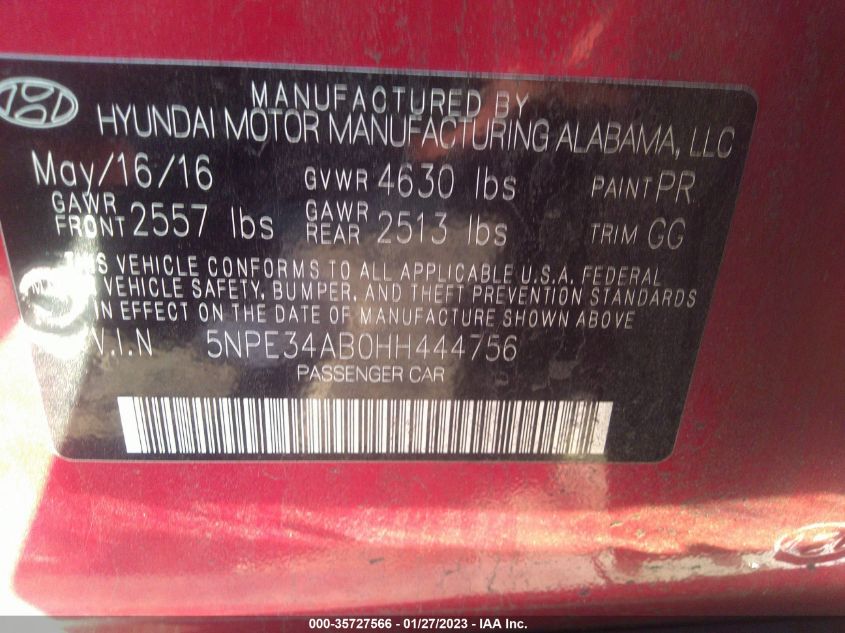 MANUFACTURED BY
HYUNDAI MOTOR MANUFACTURING ALABAMA, LLC
May/16/16 GVWR 4630 lbs PAINT PR
GAWR FRONT 2557 lbs GAWR REAR 2513 lbs TRIM GG
VEHICLE CONFORMS TO ALL APPLICABLE U.S.A. FEDERAL
VEHICLE SAFETY, BUMPER, AND THEFT PREVENTION STANDARDS
IN EFFECT ON THE DATE OF MANUFACTURE SHOWN ABOVE
V.I.N 5NPE34AB0HH444756
PASSENGER CAR
000-35727566 - 01/27/2023 - IAA Inc.